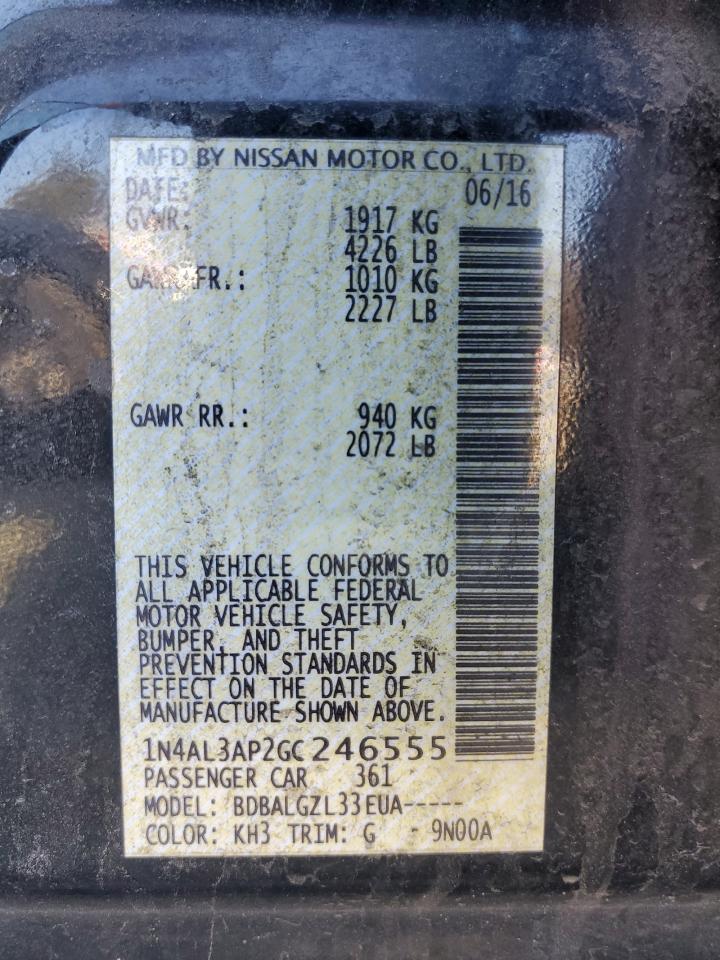 MFD BY NISSAN MOTOR CO., LTD.
DATE: 06/16
GVWR: 1917 KG
4226 LB
GAWR FR.: 1010 KG
2227 LB
GAWR RR.: 940 KG
2072 LB
THIS VEHICLE CONFORMS TO
ALL APPLICABLE FEDERAL
MOTOR VEHICLE SAFETY,
BUMPER, AND THEFT
PREVENTION STANDARDS IN
EFFECT ON THE DATE OF
MANUFACTURE SHOWN ABOVE.
1N4AL3AP2GC246555
PASSENGER CAR 361
MODEL: BDBALGZL33EUA-----
COLOR: KH3 TRIM: G - 9N00A